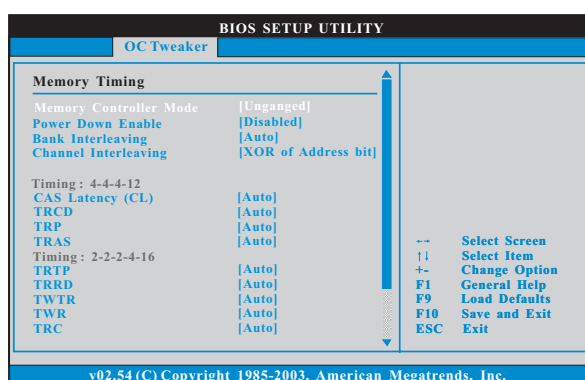 BIOS SETUP UTILITY
OC Tweaker
Memory Timing
Memory Controller Mode [Unganged]
Power Down Enable [Disabled]
Bank Interleaving [Auto]
Channel Interleaving [XOR of Address bit]
Timing : 4-4-4-12
CAS Latency (CL) [Auto]
TRCD [Auto]
TRP [Auto]
TRAS [Auto]
Timing : 2-2-2-4-16
TRTP [Auto]
TRRD [Auto]
TWTR [Auto]
TWR [Auto]
TRC [Auto]
←→ Select Screen
↑↓ Select Item
+- Change Option
F1 General Help
F9 Load Defaults
F10 Save and Exit
ESC Exit
v02.54 (C) Copyright 1985-2003, American Megatrends, Inc.